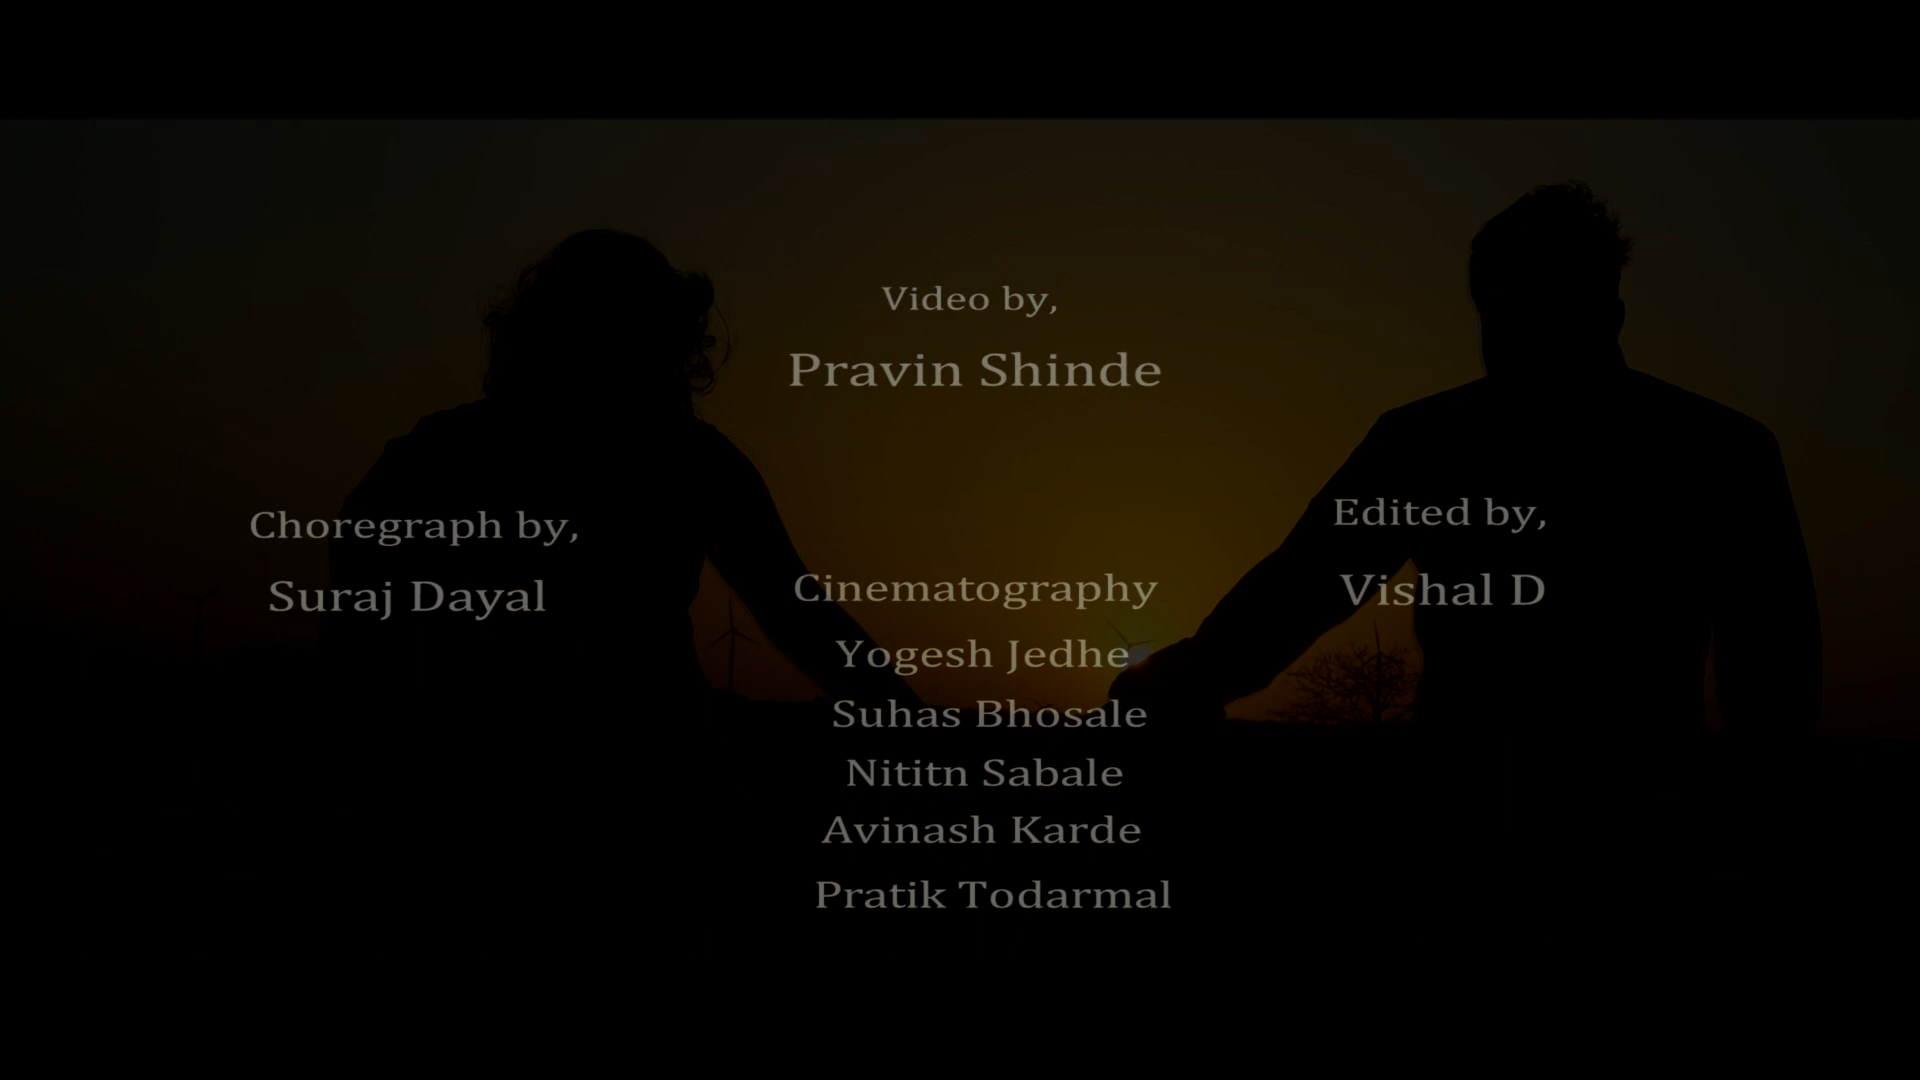 Video by,
Pravin Shinde
Choregraph by,
Suraj Dayal
Edited by,
Vishal D
Cinematography
Yogesh Jedhe
Suhas Bhosale
Nititn Sabale
Avinash Karde
Pratik Todarmal